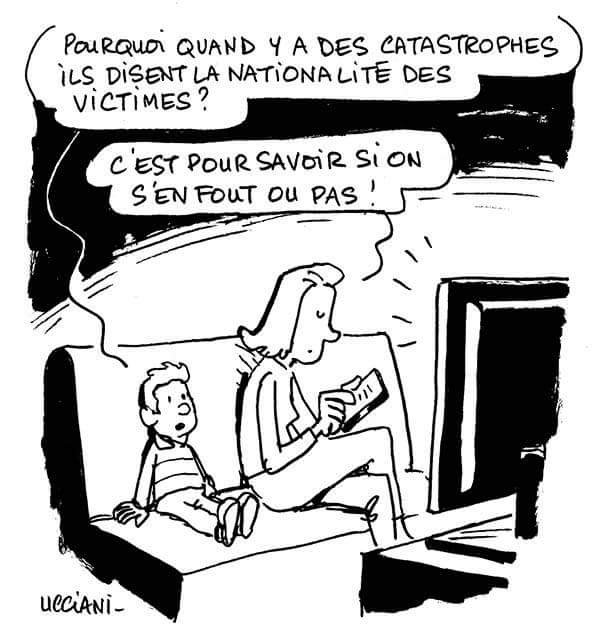 POURQUOI QUAND Y A DES CATASTROPHES
ILS DISENT LA NATIONALITÉ DES
VICTIMES ?
C'EST POUR SAVOIR SI ON
S'EN FOUT OU PAS !
UCCIANI-